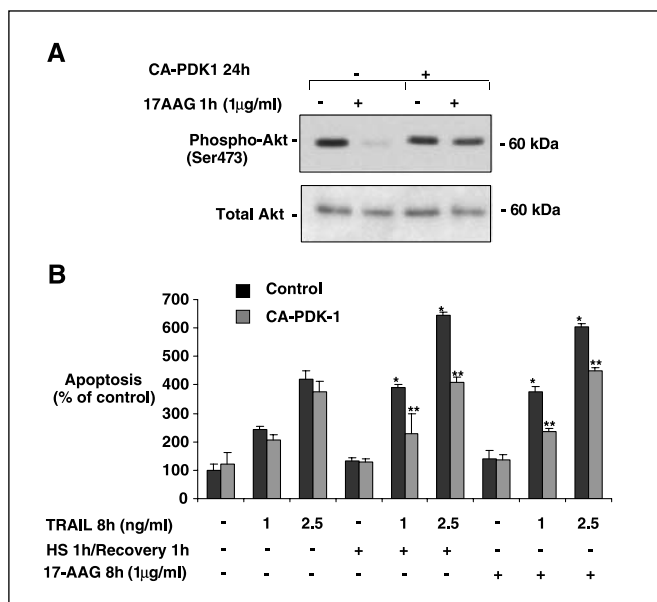 A
CA-PDK1 24h - +
17AAG 1h (1μg/ml) - + - +
Phospho-Akt - - 60 kDa
(Ser473)
Total Akt - - 60 kDa
B
Control
CA-PDK-1
700
600
500
400
300
200
100
0
Apoptosis
(% of control)
* ** * ** * ** * **
TRAIL 8h (ng/ml) - 1 2.5 - 1 2.5 - 1 2.5
HS 1h/Recovery 1h - - - + + + - - -
17-AAG 8h (1μg/ml) - - - - - - + + +